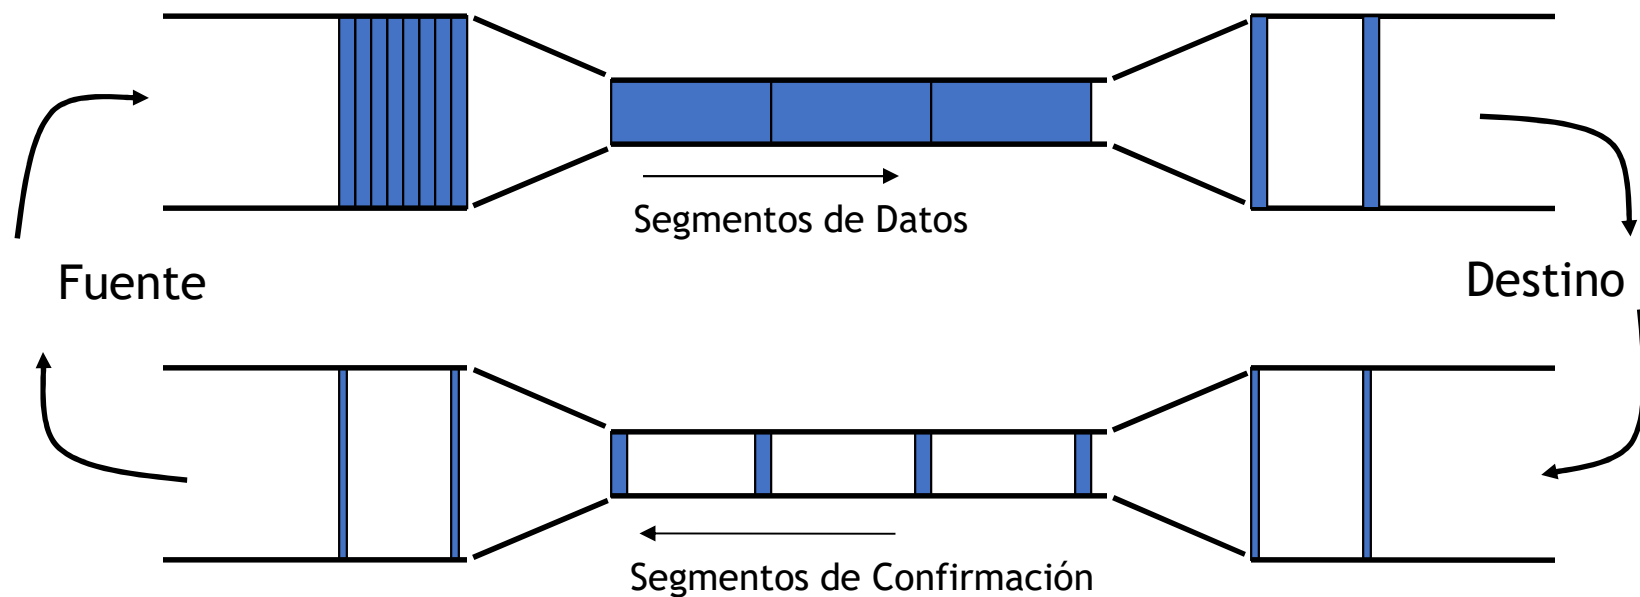 Segmentos de Datos
Fuente
Destino
Segmentos de Confirmación